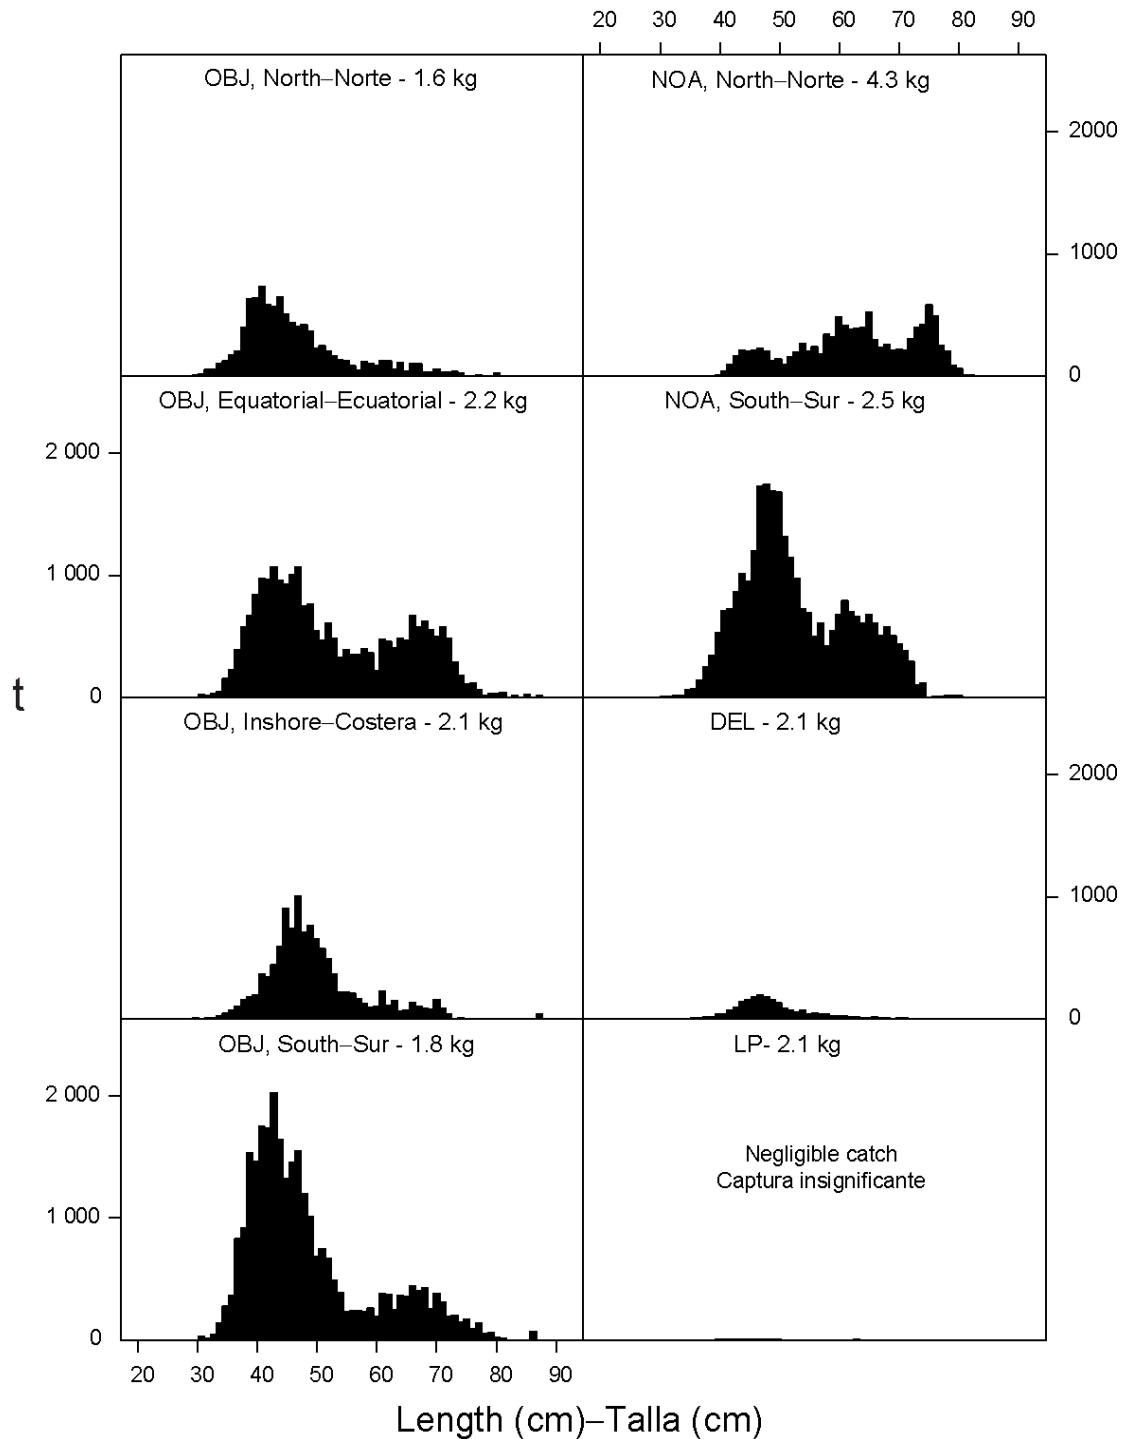 20 30 40 50 60 70 80 90
OBJ, North–Norte - 1.6 kg
NOA, North–Norte - 4.3 kg
2000
1000
0
OBJ, Equatorial–Ecuatorial - 2.2 kg
NOA, South–Sur - 2.5 kg
2 000
1 000
0
t
OBJ, Inshore–Costera - 2.1 kg
DEL - 2.1 kg
2000
1000
0
OBJ, South–Sur - 1.8 kg
LP- 2.1 kg
2 000
Negligible catch
Captura insignificante
1 000
0
20 30 40 50 60 70 80 90
Length (cm)–Talla (cm)